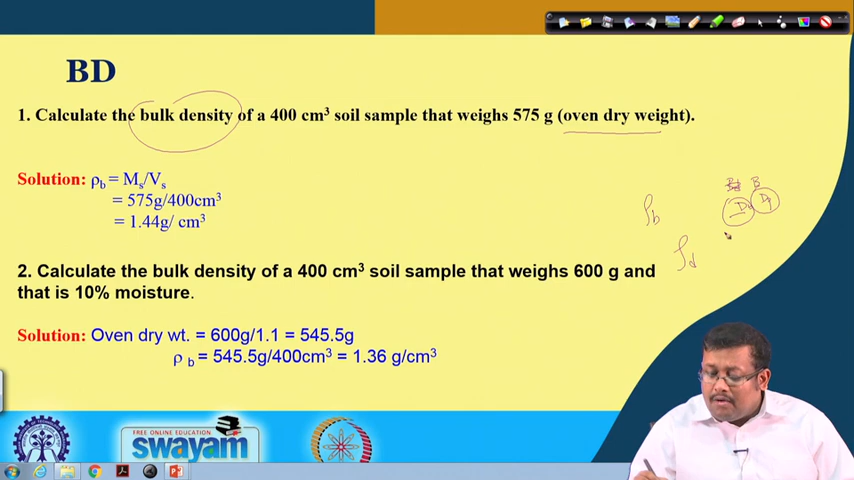 BD
1. Calculate the bulk density of a 400 cm³ soil sample that weighs 575 g (oven dry weight).
Solution: ρb = Ms/Vs
= 575g/400cm³
= 1.44g/ cm³
B
ρb
ρd
2. Calculate the bulk density of a 400 cm³ soil sample that weighs 600 g and
that is 10% moisture.
Solution: Oven dry wt. = 600g/1.1 = 545.5g
ρ b = 545.5g/400cm³ = 1.36 g/cm³
FREE ONLINE EDUCATION
swayam